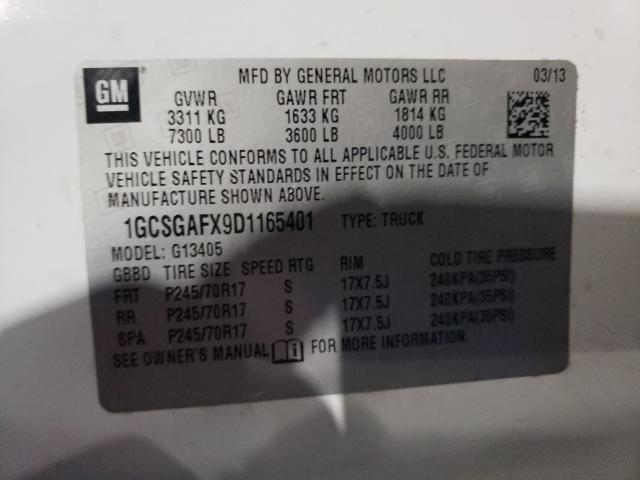 GM
MFD BY GENERAL MOTORS LLC 03/13
GVWR GAWR FRT GAWR RR
3311 KG 1633 KG 1814 KG
7300 LB 3600 LB 4000 LB
THIS VEHICLE CONFORMS TO ALL APPLICABLE U.S. FEDERAL MOTOR
VEHICLE SAFETY STANDARDS IN EFFECT ON THE DATE OF
MANUFACTURE SHOWN ABOVE.
1GCSGAFX9D1165401 TYPE: TRUCK
MODEL: G13405
GBBD TIRE SIZE SPEED RTG RIM COLD TIRE PRESSURE
FRT P245/70R17 S 17X7.5J 240KPA(35PSI)
RR P245/70R17 S 17X7.5J 240KPA(35PSI)
SPA P245/70R17 S 17X7.5J 240KPA(35PSI)
SEE OWNER'S MANUAL FOR MORE INFORMATION.